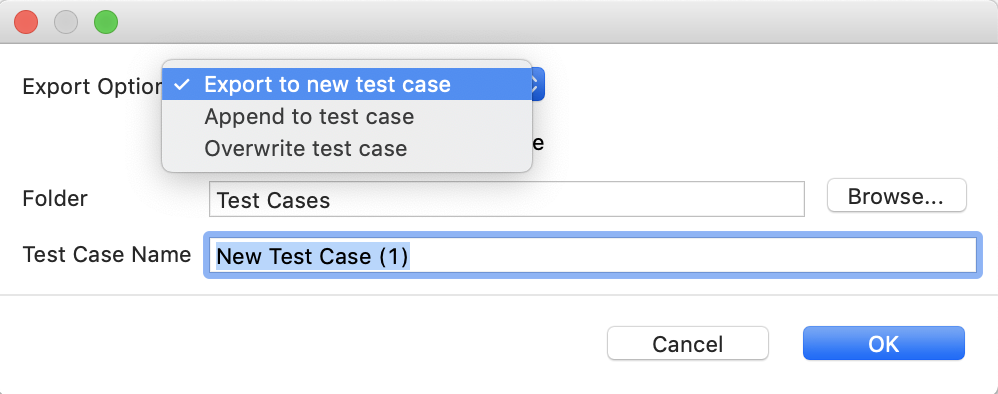 Export Option
✓ Export to new test case
Append to test case
Overwrite test case
Folder
Test Cases
Browse...
Test Case Name
New Test Case (1)
Cancel
OK